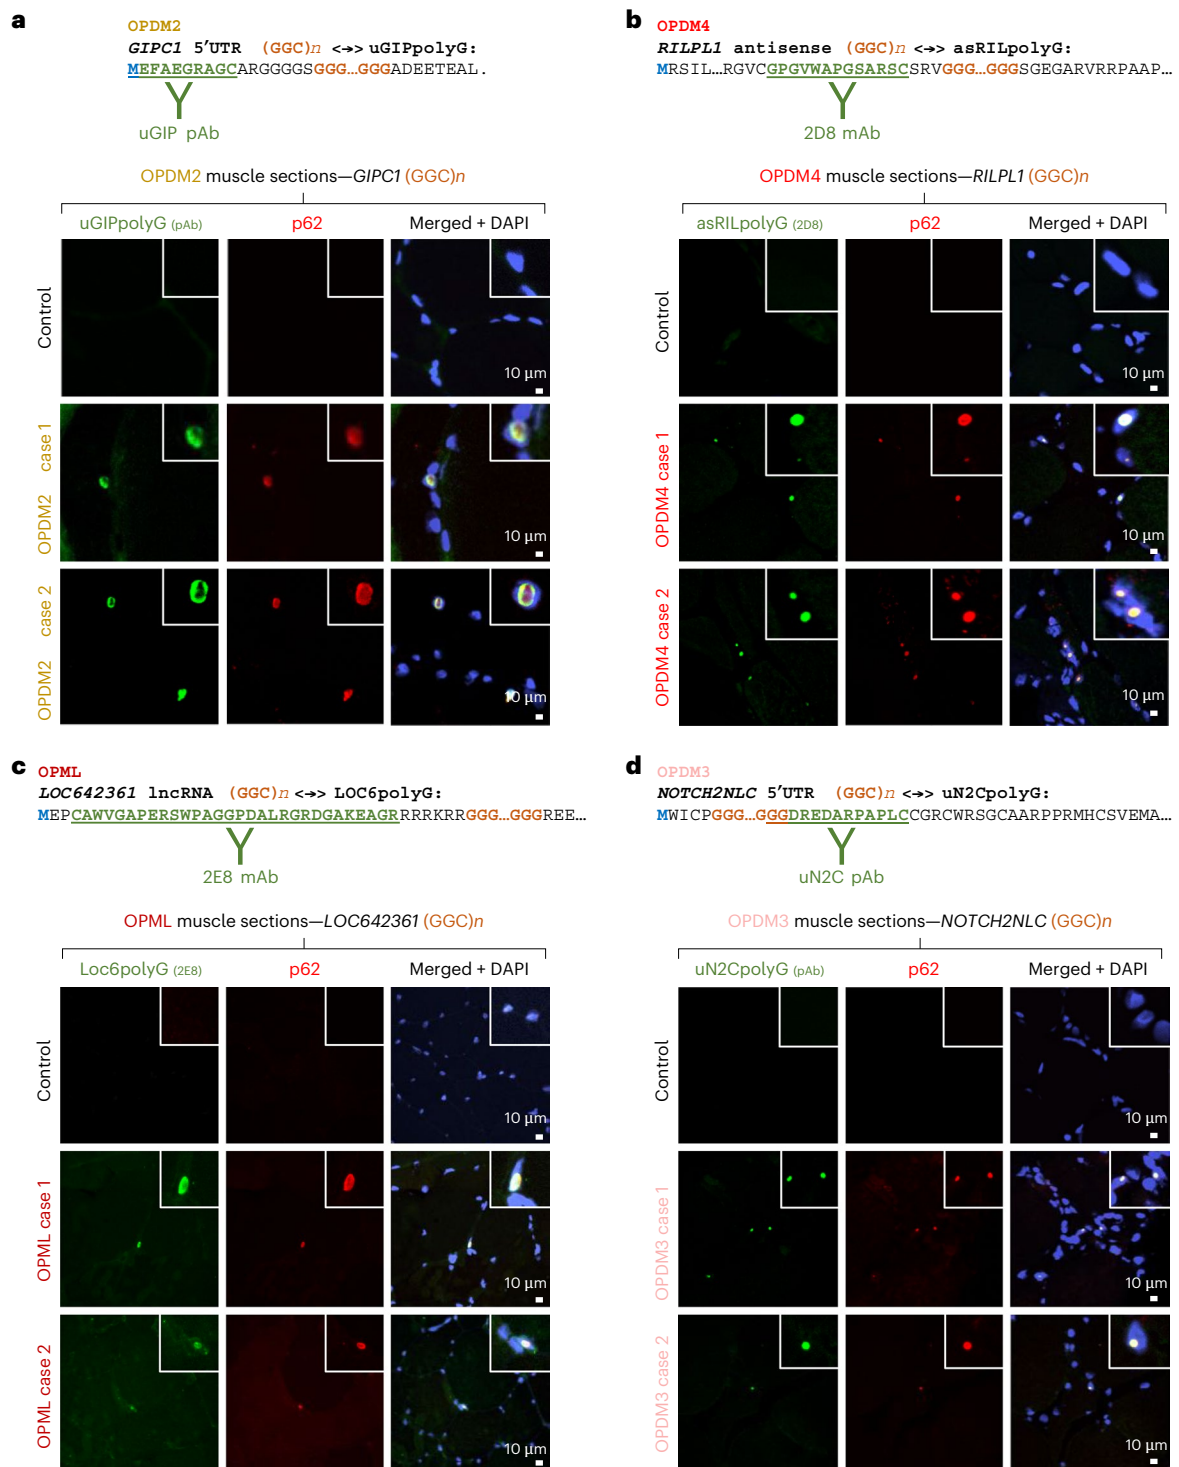 a
OPDM2
GIPC1 5′UTR (GGC)n <-> uGIPpolyG:
MEFAEGRAGCARGGGGSGGG…GGGADEETEAL.
uGIP pAb
OPDM2 muscle sections—GIPC1 (GGC)n
uGIPpolyG (pAb) p62 Merged + DAPI
Control
10 µm
OPDM2 case 1
10 µm
OPDM2 case 2
10 µm
b
OPDM4
RILPL1 antisense (GGC)n <-> asRILpolyG:
MRSIL…RGVCGPGVWAPGSARSCSRVGGG…GGGSGEGARVRRPAAP…
2D8 mAb
OPDM4 muscle sections—RILPL1 (GGC)n
asRILpolyG (2D8) p62 Merged + DAPI
Control
10 µm
OPDM4 case 1
10 µm
OPDM4 case 2
10 µm
c
OPML
LOC642361 lncRNA (GGC)n <-> LOC6polyG:
MEPCAWVGAPERSWPAGGPDALRGRDGAKEAGRRRRKRRGGG…GGGREE…
2E8 mAb
OPML muscle sections—LOC642361 (GGC)n
Loc6polyG (2E8) p62 Merged + DAPI
Control
10 µm
OPML case 1
10 µm
OPML case 2
10 µm
d
OPDM3
NOTCH2NLC 5′UTR (GGC)n <-> uN2CpolyG:
MWICPGGG…GGGDREDARPAPLCCGRCWRSGCAARPPRMHCSVEMA…
uN2C pAb
OPDM3 muscle sections—NOTCH2NLC (GGC)n
uN2CpolyG (pAb) p62 Merged + DAPI
Control
10 µm
OPDM3 case 1
10 µm
OPDM3 case 2
10 µm